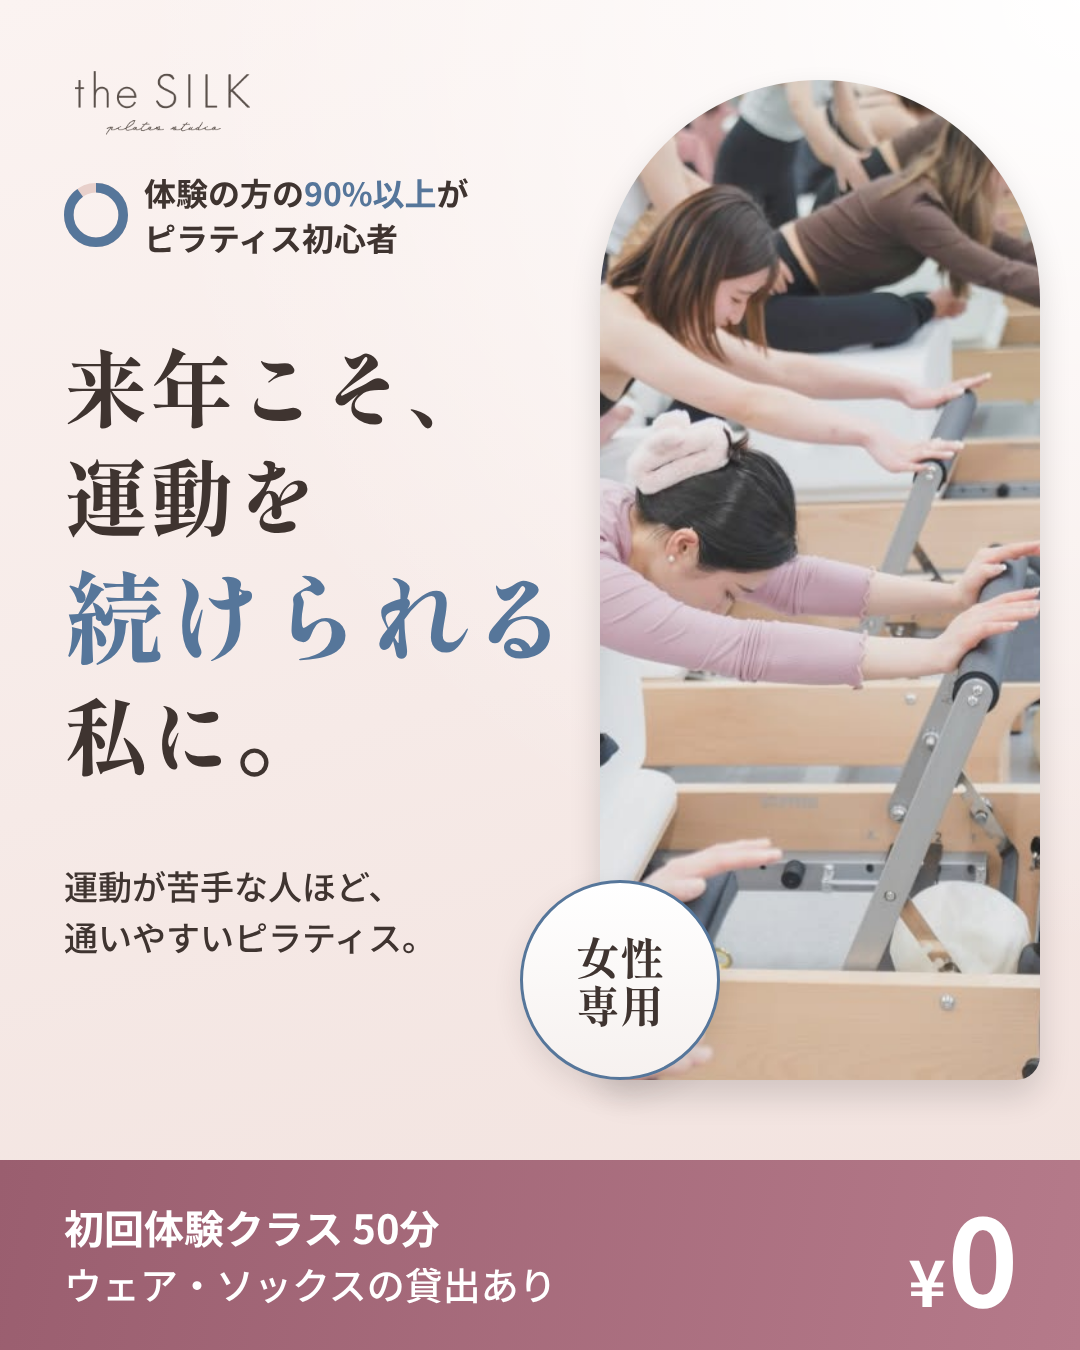 the SILK
pilates studio
体験の方の90%以上が
ピラティス初心者
来年こそ、
運動を
続けられる
私に。
運動が苦手な人ほど、
通いやすいピラティス。
女性
専用
初回体験クラス 50分
ウェア・ソックスの貸出あり
¥0